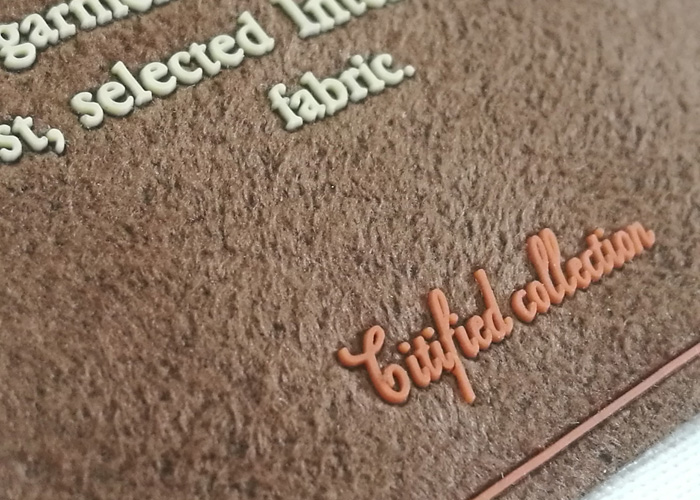 st, selected
fabric.
Citified collection